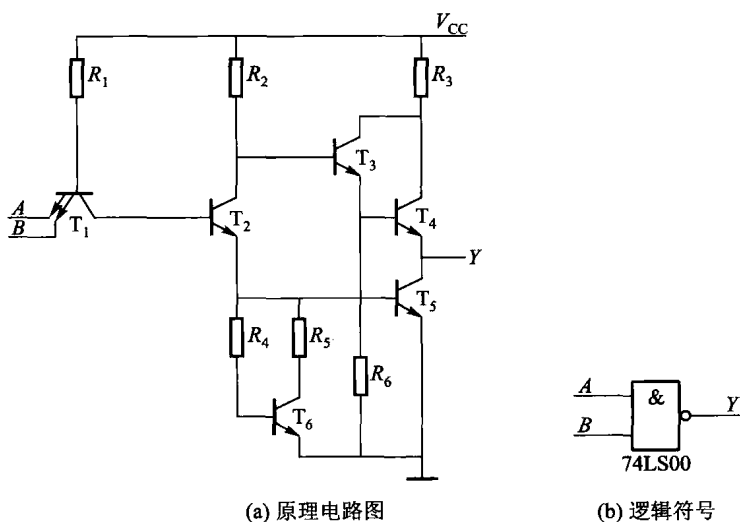 V_CC
R_1
R_2
R_3
T_3
A
B
T_1
T_2
T_4
Y
T_5
R_4
R_5
R_6
T_6
A
B
&
Y
74LS00
(a) 原理电路图
(b) 逻辑符号